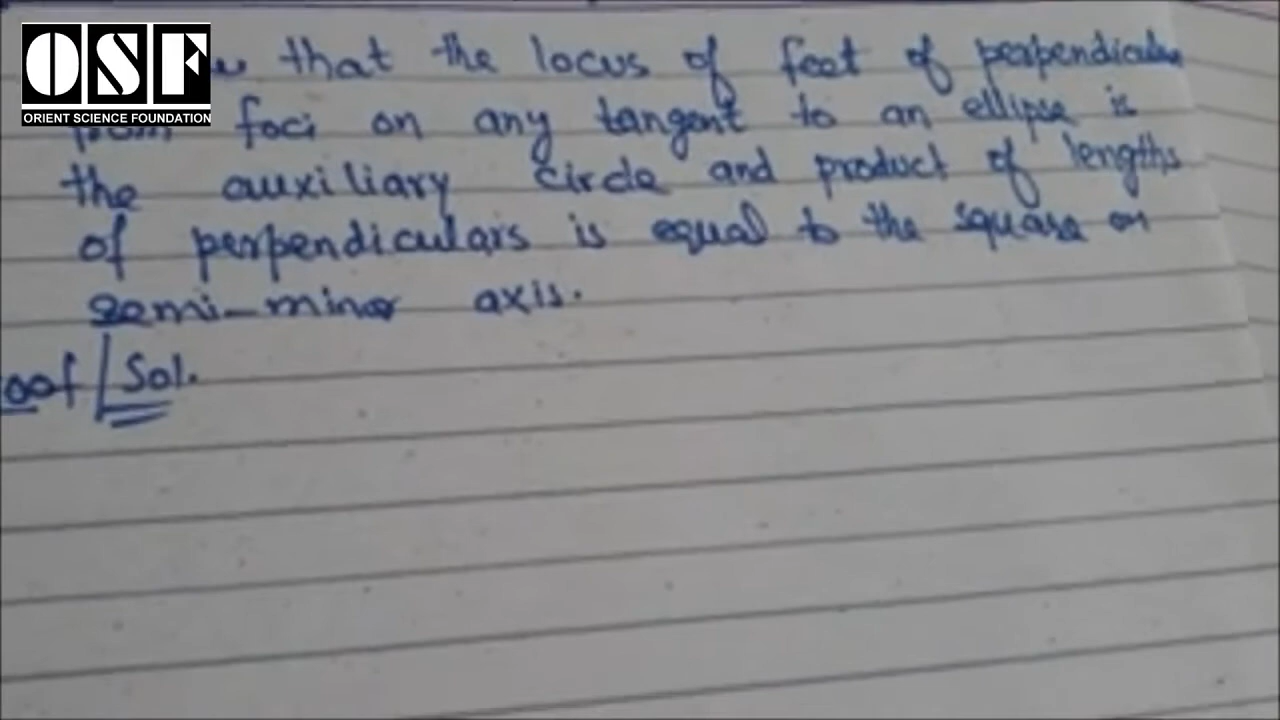 OSF
ORIENT SCIENCE FOUNDATION
that the locus of feet of perpendicular
from foci on any tangent to an ellipse is
the auxiliary circle and product of lengths
of perpendiculars is equal to the square on
semi-minor axis.
oof / Sol.